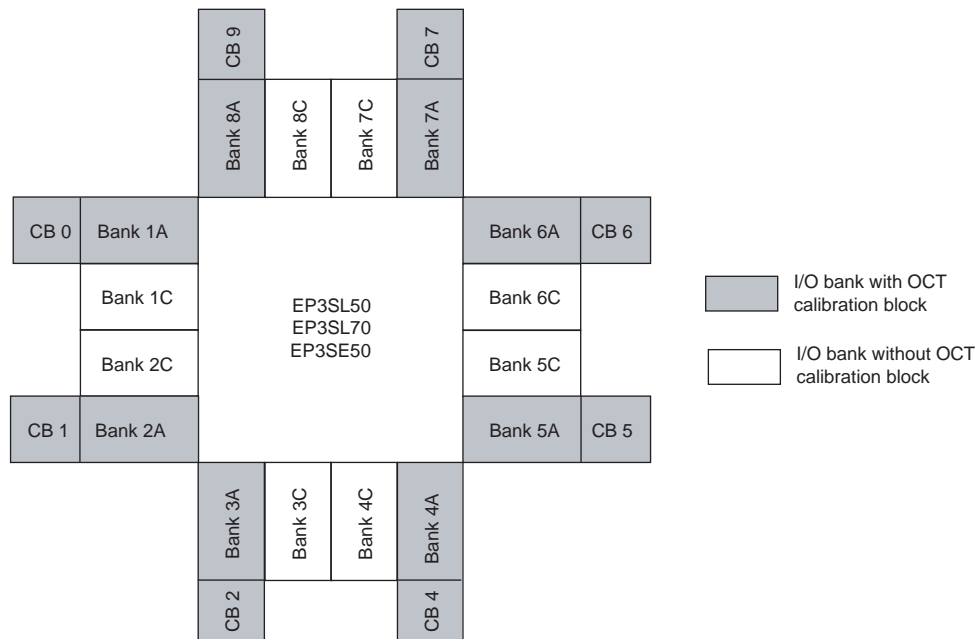 CB 9
CB 7
Bank 8A
Bank 8C
Bank 7C
Bank 7A
CB 0
Bank 1A
Bank 6A
CB 6
Bank 1C
Bank 6C
EP3SL50
EP3SL70
EP3SE50
I/O bank with OCT
calibration block
Bank 2C
Bank 5C
I/O bank without OCT
calibration block
CB 1
Bank 2A
Bank 5A
CB 5
Bank 3A
Bank 3C
Bank 4C
Bank 4A
CB 2
CB 4